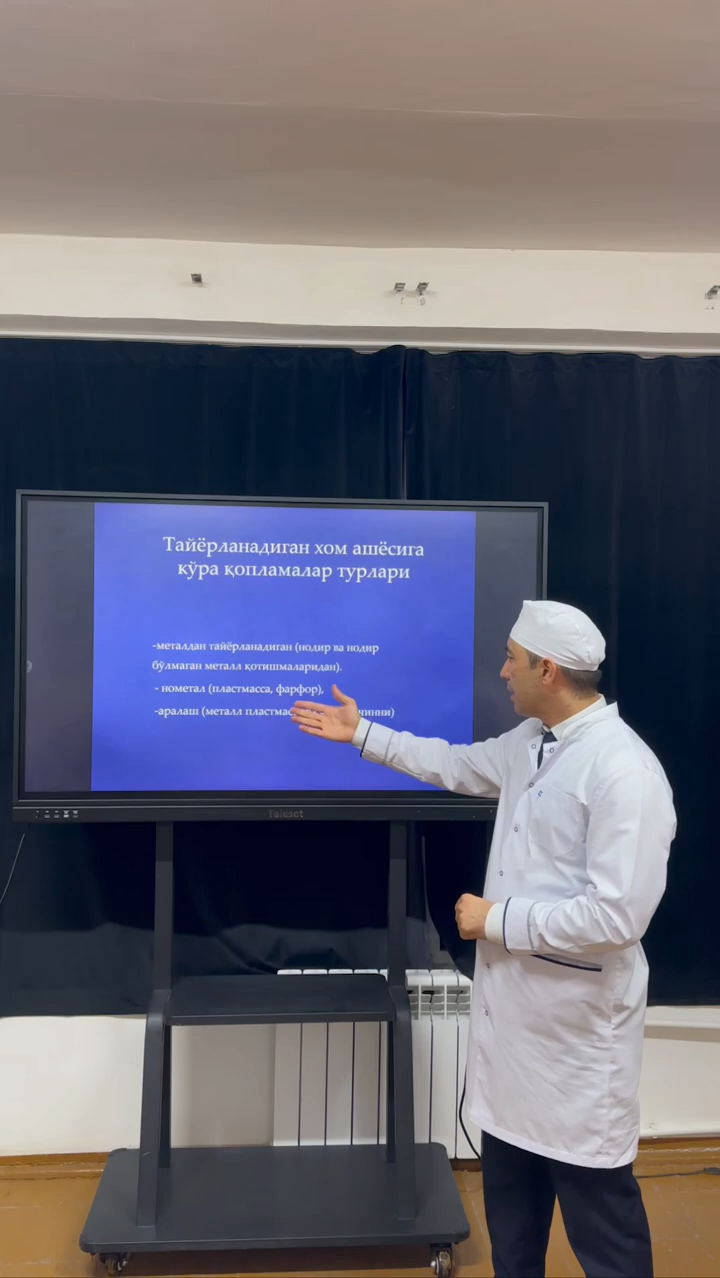 Тайёрланадиган хом ашёсига
кўра қопламалар турлари
-металдан тайёрланадиган (нодир ва нодир
бўлмаган металл қотишмаларидан).
- нометал (пластмасса, фарфор),
-аралаш (металл чинни)